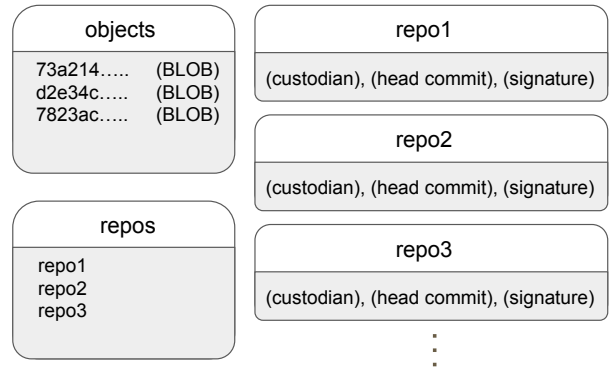 objects
73a214….. (BLOB)
d2e34c….. (BLOB)
7823ac….. (BLOB)
repos
repo1
repo2
repo3
repo1
(custodian), (head commit), (signature)
repo2
(custodian), (head commit), (signature)
repo3
(custodian), (head commit), (signature)